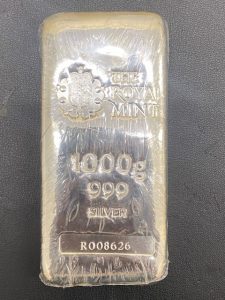 THE
ROYAL
MINT
1000g
999
SILVER
R008626